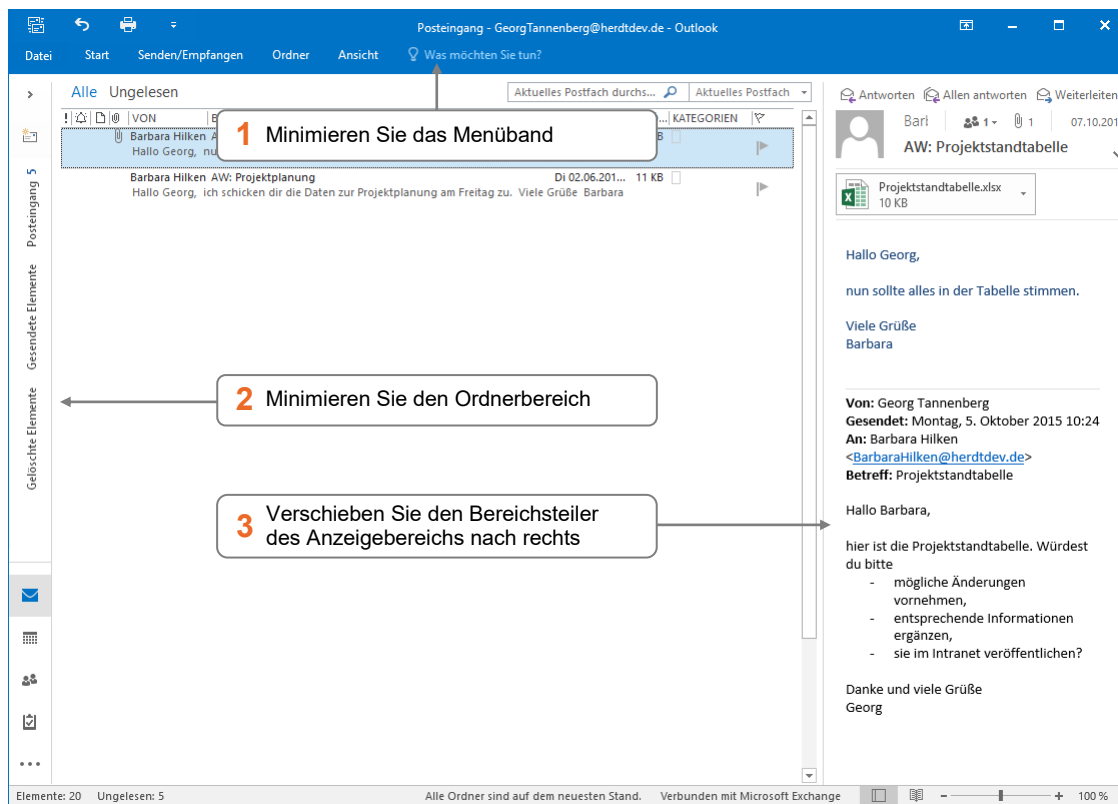 Posteingang - GeorgTannenberg@herdtdev.de - Outlook
Datei Start Senden/Empfangen Ordner Ansicht Was möchten Sie tun?
Alle Ungelesen
Aktuelles Postfach durchs... Aktuelles Postfach
! VON B ...| KATEGORIEN
Barbara Hilken A B
Hallo Georg, nu
Barbara Hilken AW: Projektplanung Di 02.06.201... 11 KB
Hallo Georg, ich schicken dir die Daten zur Projektplanung am Freitag zu. Viele Grüße Barbara
1 Minimieren Sie das Menüband
2 Minimieren Sie den Ordnerbereich
3 Verschieben Sie den Bereichsteiler
des Anzeigebereichs nach rechts
Posteingang 5
Gesendete Elemente
Gelöschte Elemente
Antworten Allen antworten Weiterleiten
Bari 1 1 07.10.201
AW: Projektstandtabelle
Projektstandtabelle.xlsx
10 KB
Hallo Georg,
nun sollte alles in der Tabelle stimmen.
Viele Grüße
Barbara
Von: Georg Tannenberg
Gesendet: Montag, 5. Oktober 2015 10:24
An: Barbara Hilken
<BarbaraHilken@herdtdev.de>
Betreff: Projektstandtabelle
Hallo Barbara,
hier ist die Projektstandtabelle. Würdest
du bitte
- mögliche Änderungen
vornehmen,
- entsprechende Informationen
ergänzen,
- sie im Intranet veröffentlichen?
Danke und viele Grüße
Georg
Elemente: 20 Ungelesen: 5 Alle Ordner sind auf dem neuesten Stand. Verbunden mit Microsoft Exchange 100 %